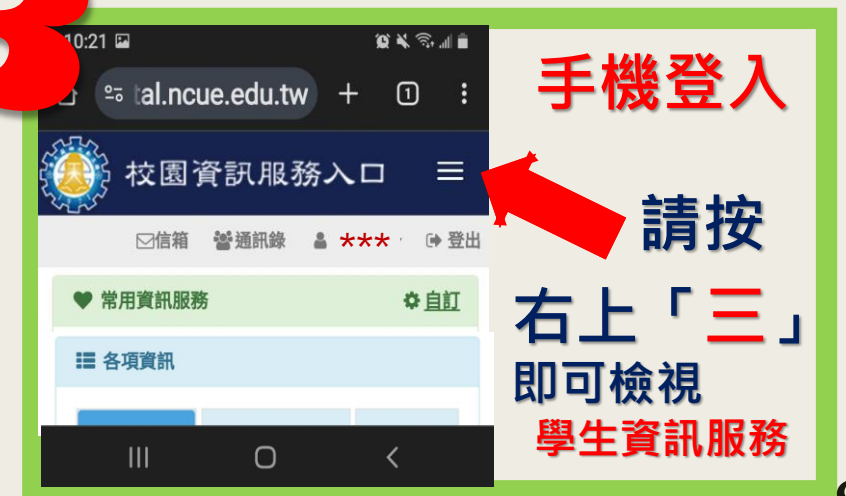 3
10:21
tal.ncue.edu.tw
1
校園資訊服務入口
信箱 通訊錄 *** 登出
常用資訊服務 自訂
各項資訊
手機登入
請按
右上「三」
即可檢視
學生資訊服務